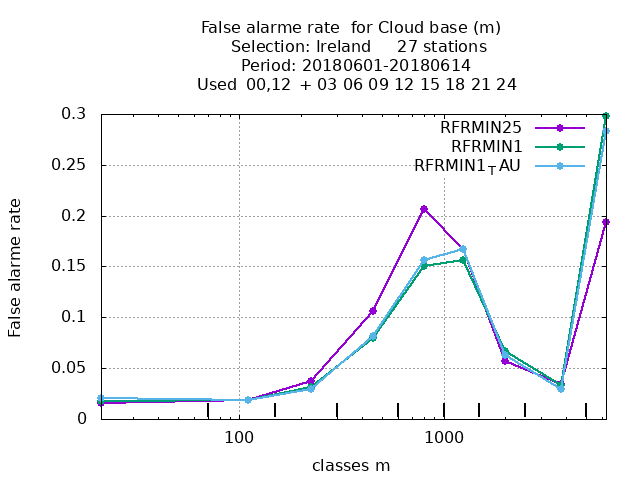 False alarme rate  for Cloud base (m)
Selection: Ireland     27 stations
Period: 20180601-20180614
Used  00,12  + 03 06 09 12 15 18 21 24
0.3
0.25
0.2
0.15
0.1
0.05
0
False alarme rate
RFRMIN25
RFRMIN1
RFRMIN1TAU
100
1000
classes m